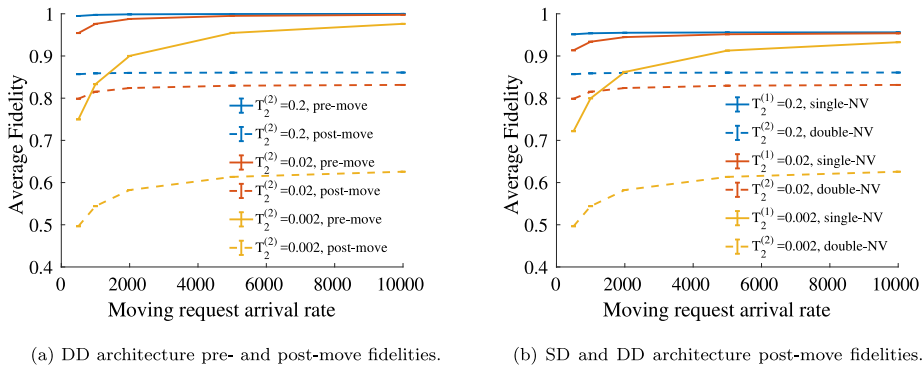 1
0.9
0.8
0.7
0.6
0.5
0.4
Average Fidelity
T₂⁽²⁾=0.2, pre-move
T₂⁽²⁾=0.2, post-move
T₂⁽²⁾=0.02, pre-move
T₂⁽²⁾=0.02, post-move
T₂⁽²⁾=0.002, pre-move
T₂⁽²⁾=0.002, post-move
0 2000 4000 6000 8000 10000
Moving request arrival rate
(a) DD architecture pre- and post-move fidelities.
1
0.9
0.8
0.7
0.6
0.5
0.4
Average Fidelity
T₂⁽¹⁾=0.2, single-NV
T₂⁽²⁾=0.2, double-NV
T₂⁽¹⁾=0.02, single-NV
T₂⁽²⁾=0.02, double-NV
T₂⁽¹⁾=0.002, single-NV
T₂⁽²⁾=0.002, double-NV
0 2000 4000 6000 8000 10000
Moving request arrival rate
(b) SD and DD architecture post-move fidelities.